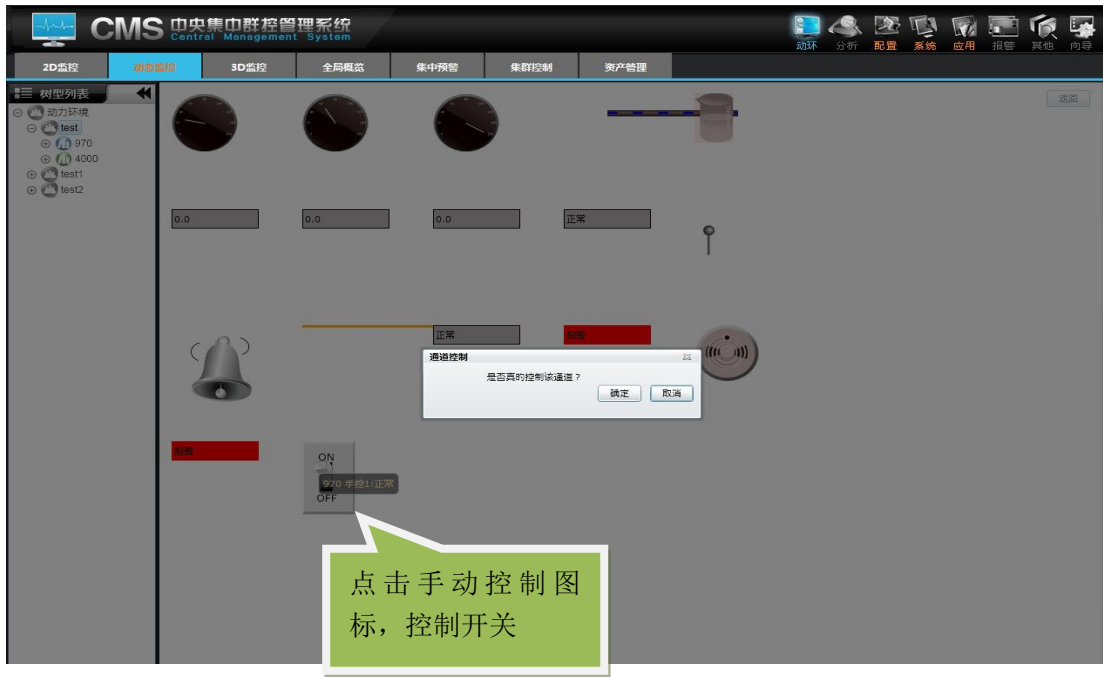 CMS 中央集中群控管理系统
Central Management System
动环 分析 配置 系统 应用 报警 其他 向导
2D监控 动态监控 3D监控 全局概览 集中预警 集群控制 资产管理
树型列表
返回
动力环境
test
970
4000
test1
test2
0.0 0.0 0.0 正常
正常 报警
通道控制
是否真的控制该通道？
确定 取消
报警
ON
970 手控1:正常
OFF
点击手动控制图
标，控制开关